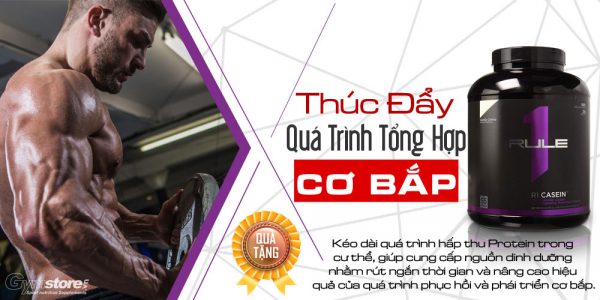 Thúc Đẩy
Quá Trình Tổng Hợp
CƠ BẮP
QUÀ
TẶNG
Kéo dài quá trình hấp thu Protein trong
cư thể, giúp cung cấp nguồn dinh dưỡng
nhằm rút ngắn thời gian và nâng cao hiệu
quả của quá trình phục hồi và phái triển cơ bắp.
1
RULE
R1 CASEIN
Gymstore